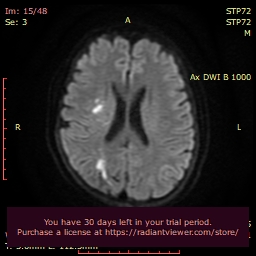 Im: 15/48
STP72
Se: 3
STP72
A
M
Ax DWI B 1000
R
L
You have 30 days left in your trial period.
Purchase a license at https://radiantviewer.com/store/